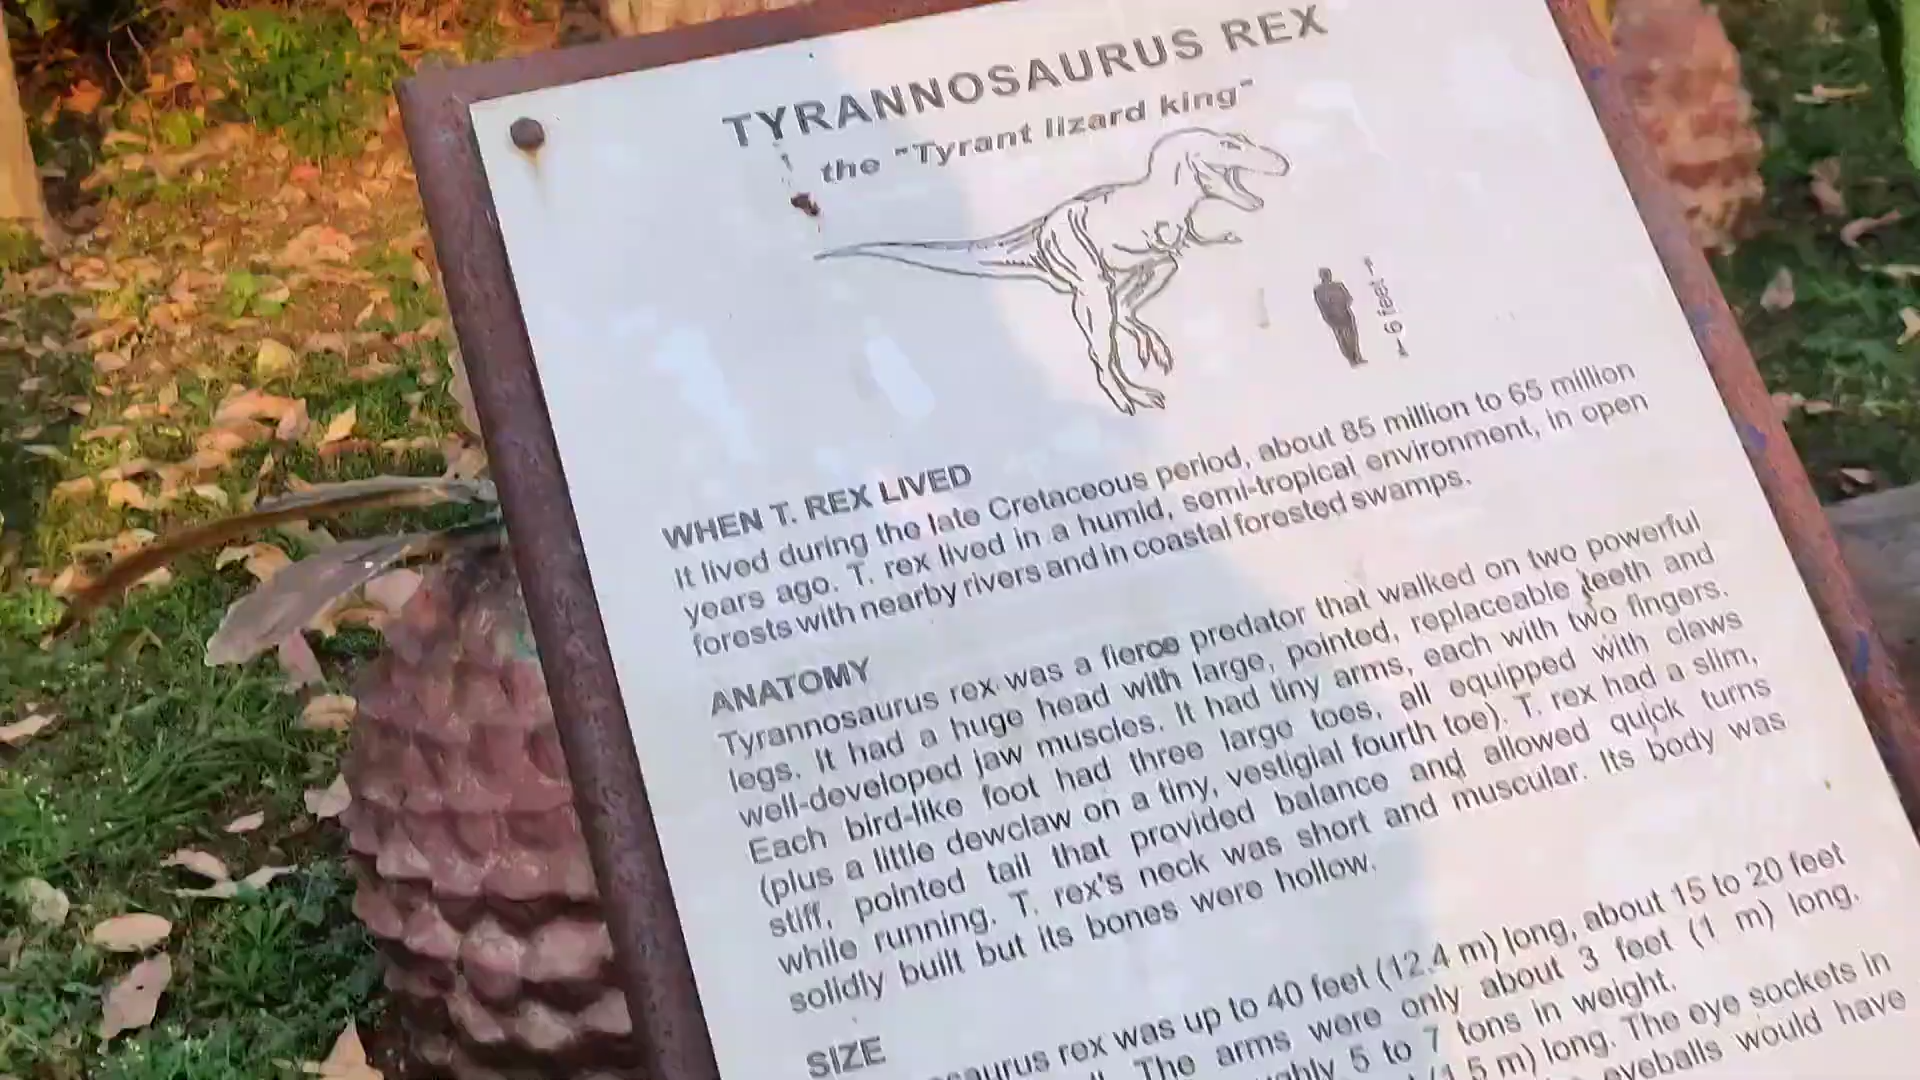 TYRANNOSAURUS REX
the "Tyrant lizard king"
6 feet
WHEN T. REX LIVED
It lived during the late Cretaceous period, about 85 million to 65 million
years ago. T. rex lived in a humid, semi-tropical environment, in open
forests with nearby rivers and in coastal forested swamps.
ANATOMY
Tyrannosaurus rex was a fierce predator that walked on two powerful
legs. It had a huge head with large, pointed, replaceable teeth and
well-developed jaw muscles. It had tiny arms, each with two fingers.
Each bird-like foot had three large toes, all equipped with claws
(plus a little dewclaw on a tiny, vestigial fourth toe). T. rex had a slim,
stiff, pointed tail that provided balance and allowed quick turns
while running. T. rex's neck was short and muscular. Its body was
solidly built but its bones were hollow.
SIZE
rex was up to 40 feet (12.4 m) long, about 15 to 20 feet
The arms were only about 3 feet (1 m) long.
5 to 7 tons in weight.
long. The eye sockets in
eyeballs would have